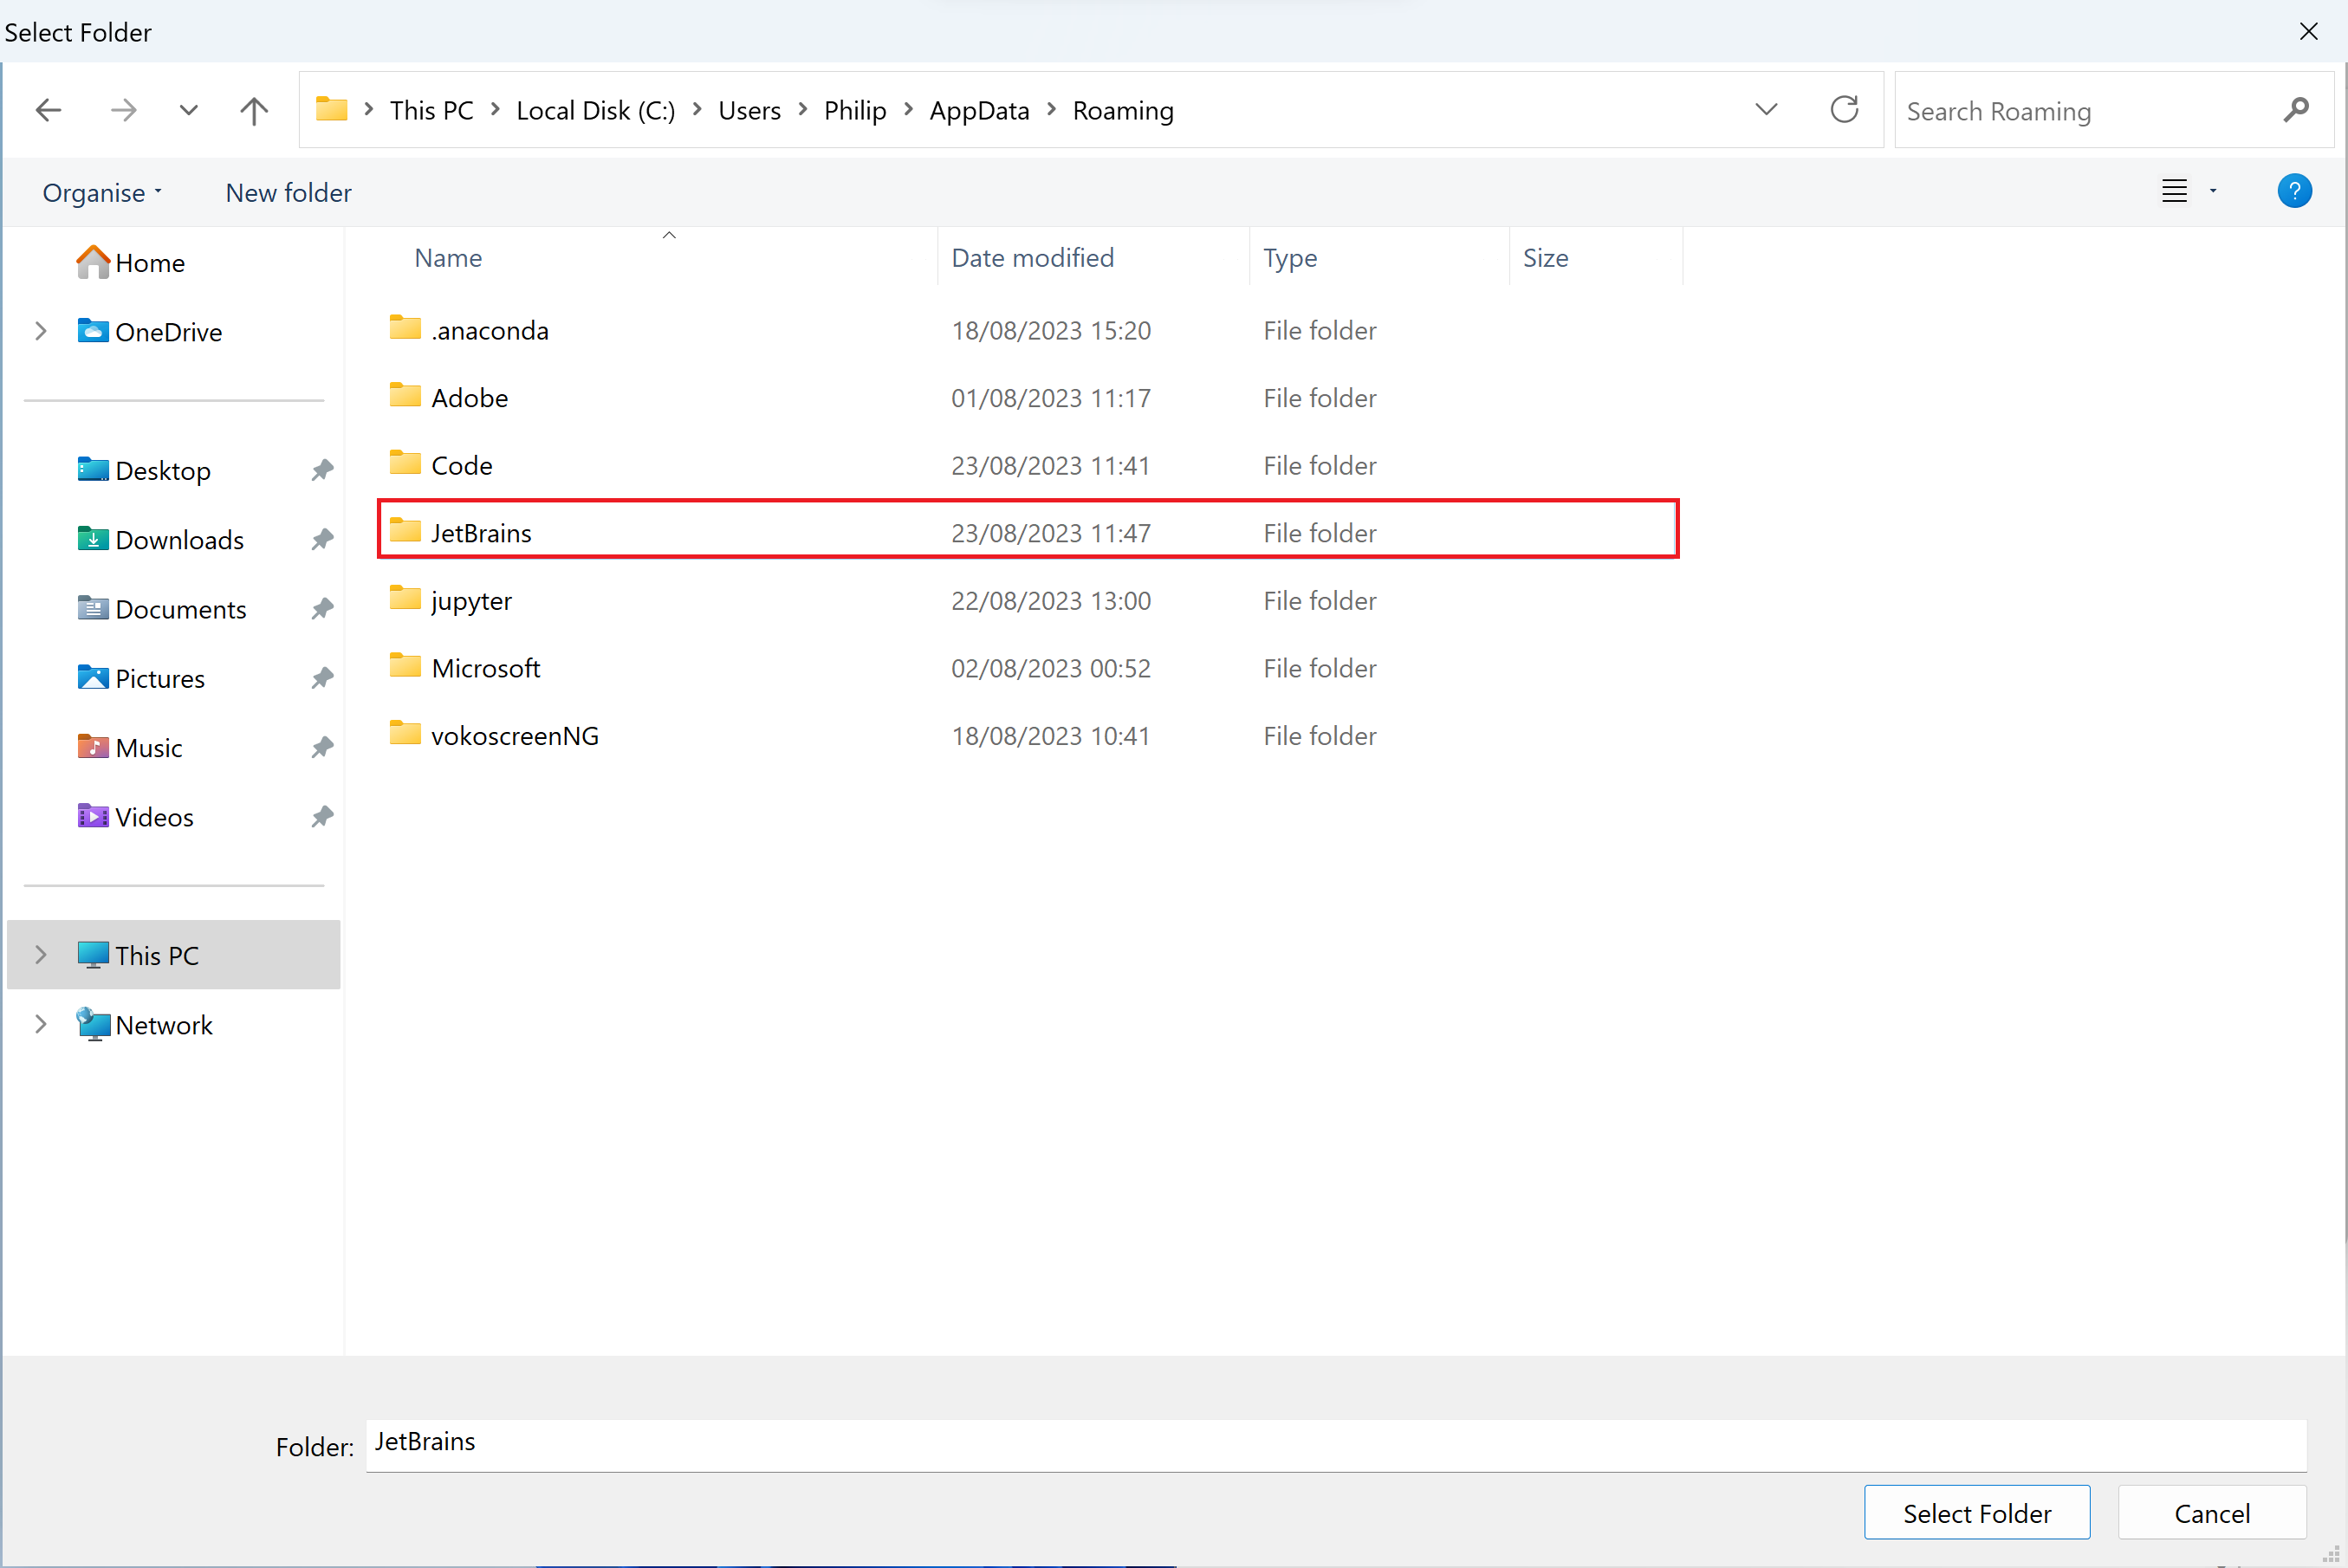 Select Folder
This PC > Local Disk (C:) > Users > Philip > AppData > Roaming
Search Roaming
Organise
New folder
Home
OneDrive
Desktop
Downloads
Documents
Pictures
Music
Videos
This PC
Network
Name Date modified Type Size
.anaconda 18/08/2023 15:20 File folder
Adobe 01/08/2023 11:17 File folder
Code 23/08/2023 11:41 File folder
JetBrains 23/08/2023 11:47 File folder
jupyter 22/08/2023 13:00 File folder
Microsoft 02/08/2023 00:52 File folder
vokoscreenNG 18/08/2023 10:41 File folder
Folder: JetBrains
Select Folder
Cancel